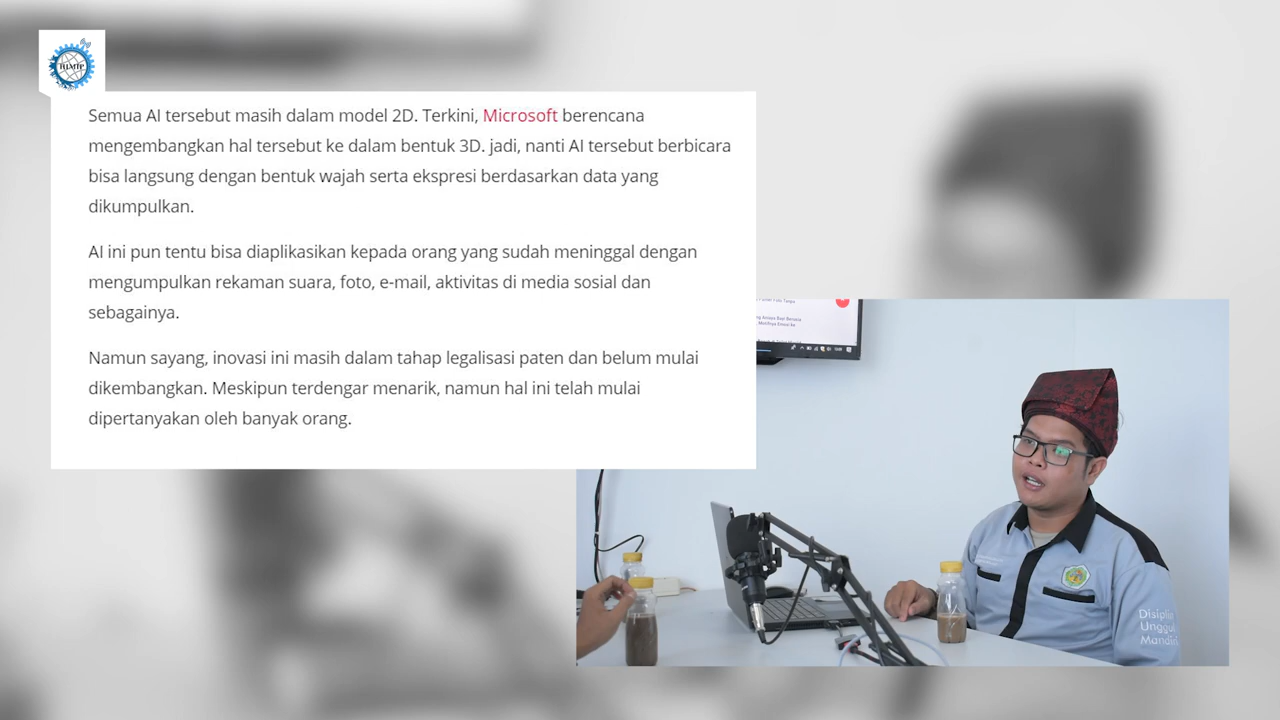 HIMIP
Semua AI tersebut masih dalam model 2D. Terkini, Microsoft berencana
mengembangkan hal tersebut ke dalam bentuk 3D. jadi, nanti AI tersebut berbicara
bisa langsung dengan bentuk wajah serta ekspresi berdasarkan data yang
dikumpulkan.
AI ini pun tentu bisa diaplikasikan kepada orang yang sudah meninggal dengan
mengumpulkan rekaman suara, foto, e-mail, aktivitas di media sosial dan
sebagainya.
Namun sayang, inovasi ini masih dalam tahap legalisasi paten dan belum mulai
dikembangkan. Meskipun terdengar menarik, namun hal ini telah mulai
dipertanyakan oleh banyak orang.
Disiplin
Unggul
Mandiri